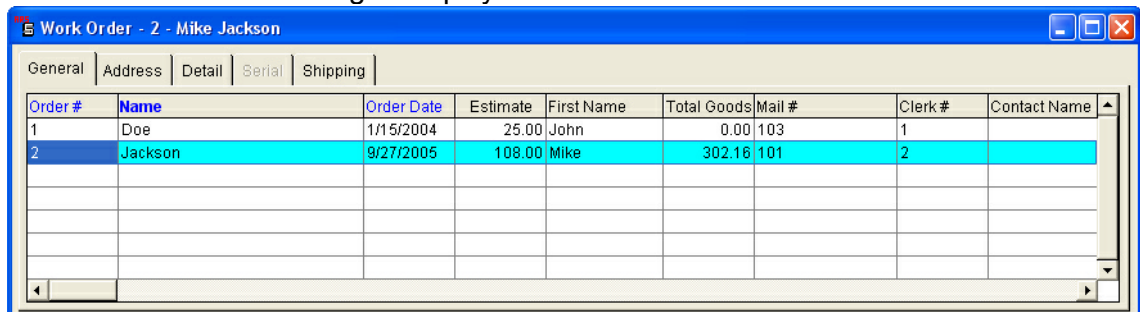 Work Order - 2 - Mike Jackson
General Address Detail Serial Shipping
Order # Name Order Date Estimate First Name Total Goods Mail # Clerk # Contact Name
1 Doe 1/15/2004 25.00 John 0.00 103 1
2 Jackson 9/27/2005 108.00 Mike 302.16 101 2